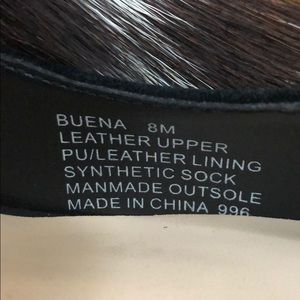 BUENA 8M
LEATHER UPPER
PU/LEATHER LINING
SYNTHETIC SOCK
MANMADE OUTSOLE
MADE IN CHINA 996